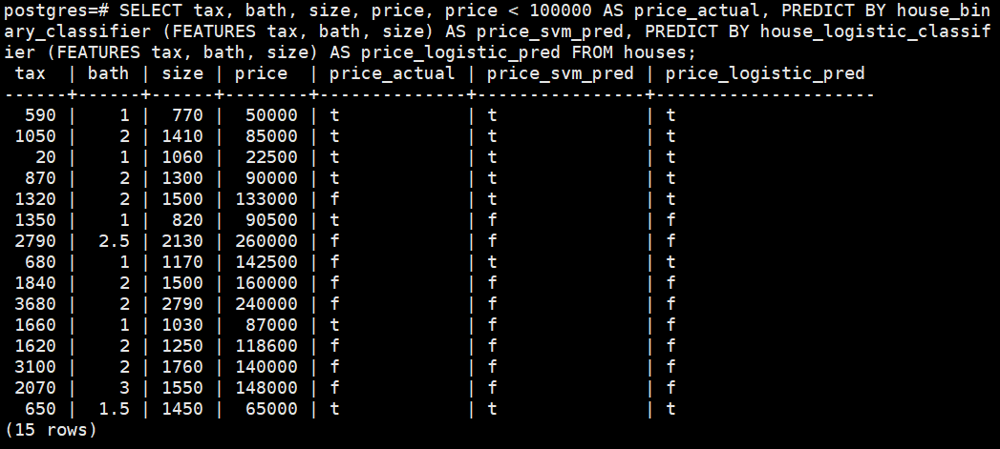 postgres=# SELECT tax, bath, size, price, price < 100000 AS price_actual, PREDICT BY house_bin
ary_classifier (FEATURES tax, bath, size) AS price_svm_pred, PREDICT BY house_logistic_classif
ier (FEATURES tax, bath, size) AS price_logistic_pred FROM houses;
 tax  | bath | size | price  | price_actual | price_svm_pred | price_logistic_pred
------+------+------+--------+--------------+----------------+---------------------
  590 |    1 |  770 |  50000 | t            | t              | t
 1050 |    2 | 1410 |  85000 | t            | t              | t
   20 |    1 | 1060 |  22500 | t            | t              | t
  870 |    2 | 1300 |  90000 | t            | t              | t
 1320 |    2 | 1500 | 133000 | f            | t              | t
 1350 |    1 |  820 |  90500 | t            | f              | f
 2790 |  2.5 | 2130 | 260000 | f            | f              | f
  680 |    1 | 1170 | 142500 | f            | t              | t
 1840 |    2 | 1500 | 160000 | f            | f              | f
 3680 |    2 | 2790 | 240000 | f            | f              | f
 1660 |    1 | 1030 |  87000 | t            | f              | f
 1620 |    2 | 1250 | 118600 | f            | f              | f
 3100 |    2 | 1760 | 140000 | f            | f              | f
 2070 |    3 | 1550 | 148000 | f            | f              | f
  650 |  1.5 | 1450 |  65000 | t            | t              | t
(15 rows)